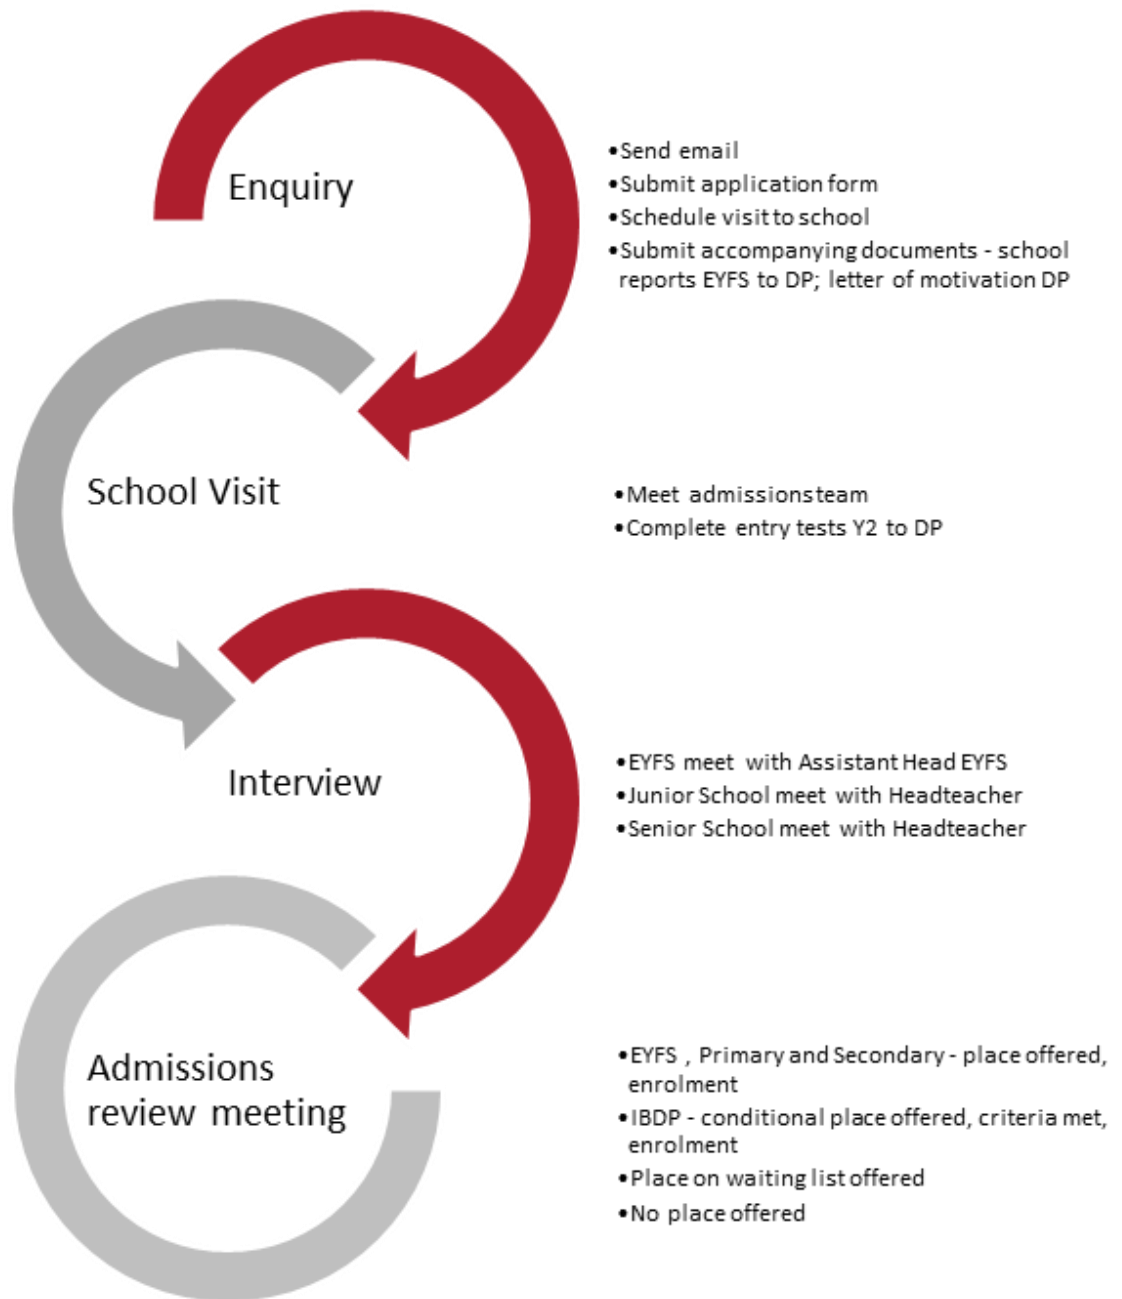 Enquiry
•Send email
•Submit application form
•Schedule visit to school
•Submit accompanying documents - school
reports EYFS to DP; letter of motivation DP
School Visit
•Meet admissions team
•Complete entry tests Y2 to DP
Interview
•EYFS meet with Assistant Head EYFS
•Junior School meet with Headteacher
•Senior School meet with Headteacher
Admissions
review meeting
•EYFS , Primary and Secondary - place offered,
enrolment
•IBDP - conditional place offered, criteria met,
enrolment
•Place on waiting list offered
•No place offered